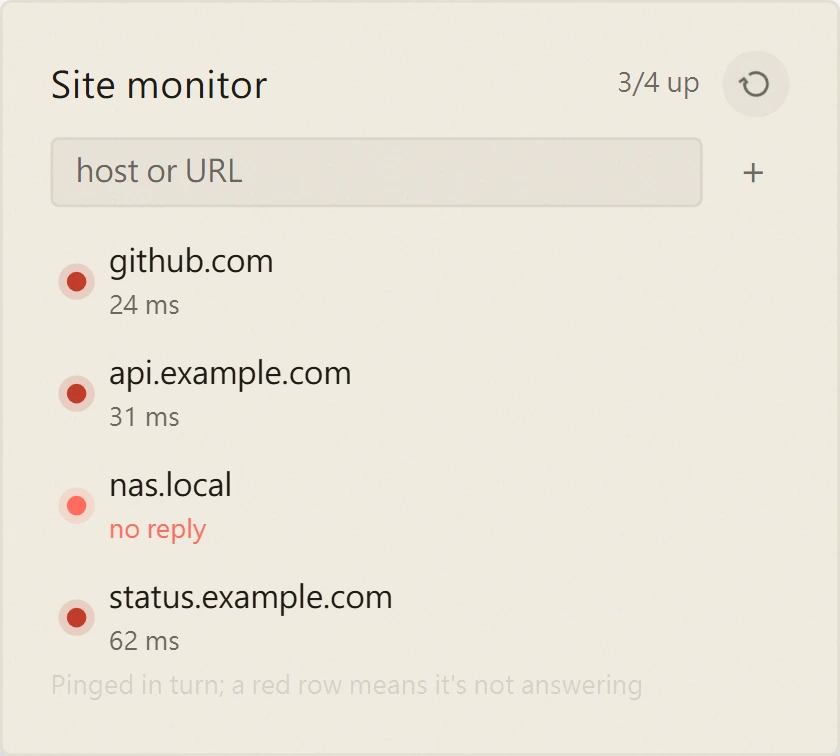 Site monitor
3/4 up
host or URL
+
github.com
24 ms
api.example.com
31 ms
nas.local
no reply
status.example.com
62 ms
Pinged in turn; a red row means it's not answering